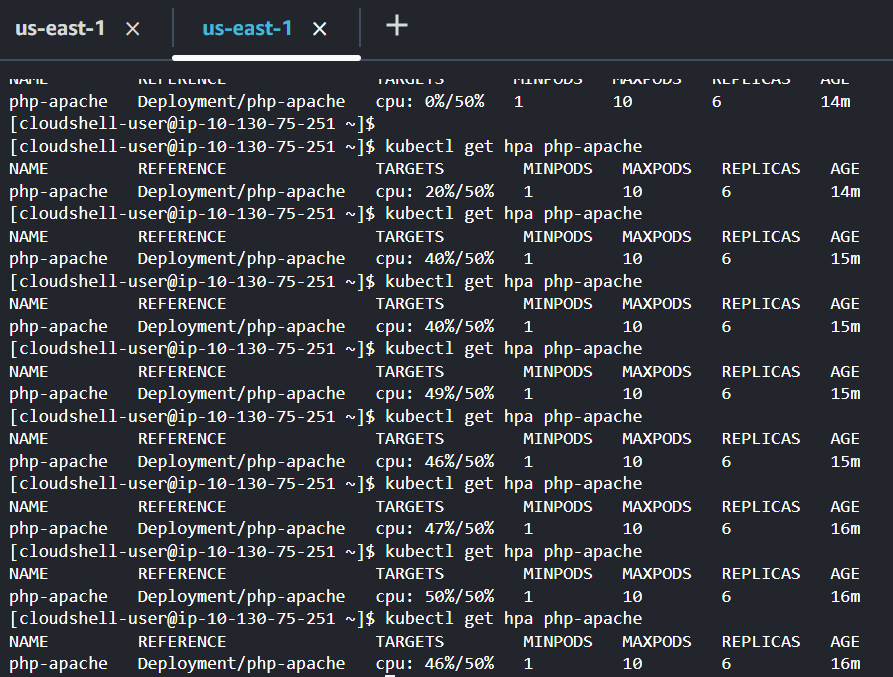 us-east-1 × us-east-1 × +
NAME REFERENCE TARGETS MINPODS MAXPODS REPLICAS AGE
php-apache Deployment/php-apache cpu: 0%/50% 1 10 6 14m
[cloudshell-user@ip-10-130-75-251 ~]$
[cloudshell-user@ip-10-130-75-251 ~]$ kubectl get hpa php-apache
NAME REFERENCE TARGETS MINPODS MAXPODS REPLICAS AGE
php-apache Deployment/php-apache cpu: 20%/50% 1 10 6 14m
[cloudshell-user@ip-10-130-75-251 ~]$ kubectl get hpa php-apache
NAME REFERENCE TARGETS MINPODS MAXPODS REPLICAS AGE
php-apache Deployment/php-apache cpu: 40%/50% 1 10 6 15m
[cloudshell-user@ip-10-130-75-251 ~]$ kubectl get hpa php-apache
NAME REFERENCE TARGETS MINPODS MAXPODS REPLICAS AGE
php-apache Deployment/php-apache cpu: 40%/50% 1 10 6 15m
[cloudshell-user@ip-10-130-75-251 ~]$ kubectl get hpa php-apache
NAME REFERENCE TARGETS MINPODS MAXPODS REPLICAS AGE
php-apache Deployment/php-apache cpu: 49%/50% 1 10 6 15m
[cloudshell-user@ip-10-130-75-251 ~]$ kubectl get hpa php-apache
NAME REFERENCE TARGETS MINPODS MAXPODS REPLICAS AGE
php-apache Deployment/php-apache cpu: 46%/50% 1 10 6 15m
[cloudshell-user@ip-10-130-75-251 ~]$ kubectl get hpa php-apache
NAME REFERENCE TARGETS MINPODS MAXPODS REPLICAS AGE
php-apache Deployment/php-apache cpu: 47%/50% 1 10 6 16m
[cloudshell-user@ip-10-130-75-251 ~]$ kubectl get hpa php-apache
NAME REFERENCE TARGETS MINPODS MAXPODS REPLICAS AGE
php-apache Deployment/php-apache cpu: 50%/50% 1 10 6 16m
[cloudshell-user@ip-10-130-75-251 ~]$ kubectl get hpa php-apache
NAME REFERENCE TARGETS MINPODS MAXPODS REPLICAS AGE
php-apache Deployment/php-apache cpu: 46%/50% 1 10 6 16m